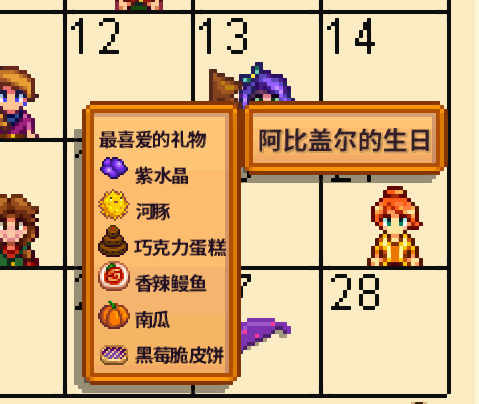 12
13
14
阿比盖尔的生日
最喜爱的礼物
紫水晶
河豚
巧克力蛋糕
香辣鳗鱼
南瓜
黑莓脆皮饼
28